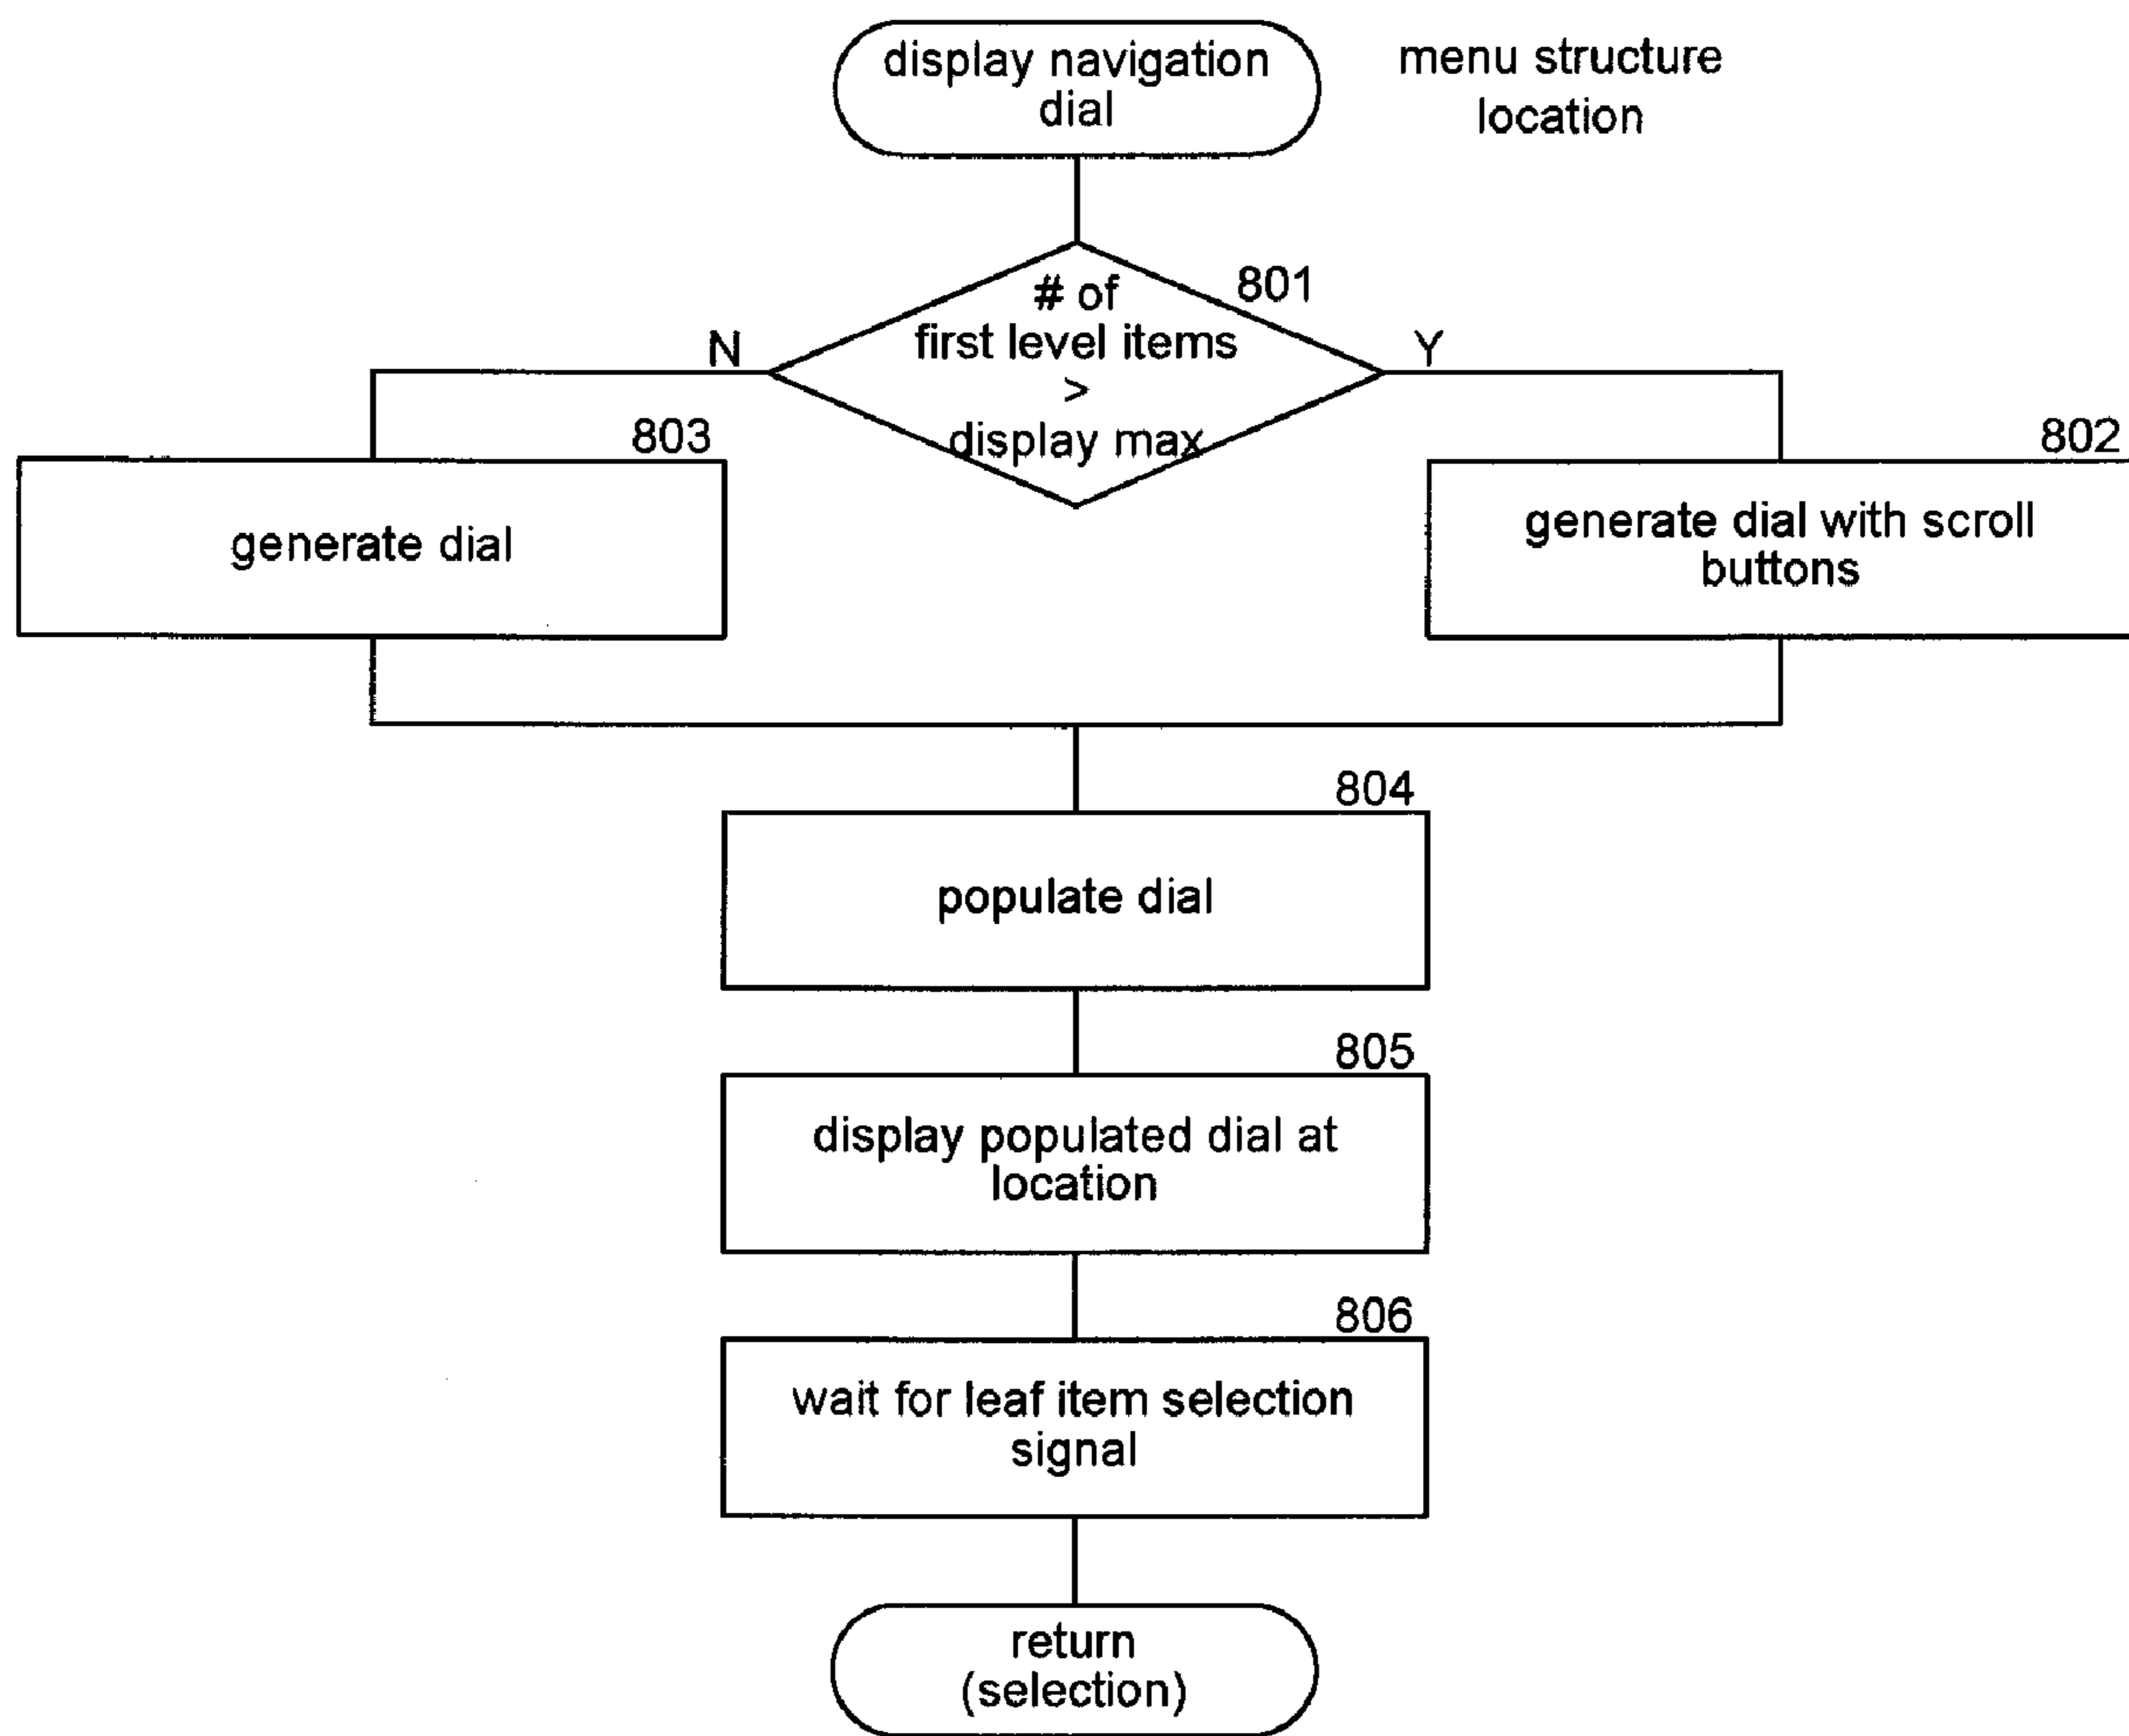 display navigation
dial
menu structure
location
801
# of
first level items
>
display max
N
Y
803
generate dial
802
generate dial with scroll
buttons
804
populate dial
805
display populated dial at
location
806
wait for leaf item selection
signal
return
(selection)